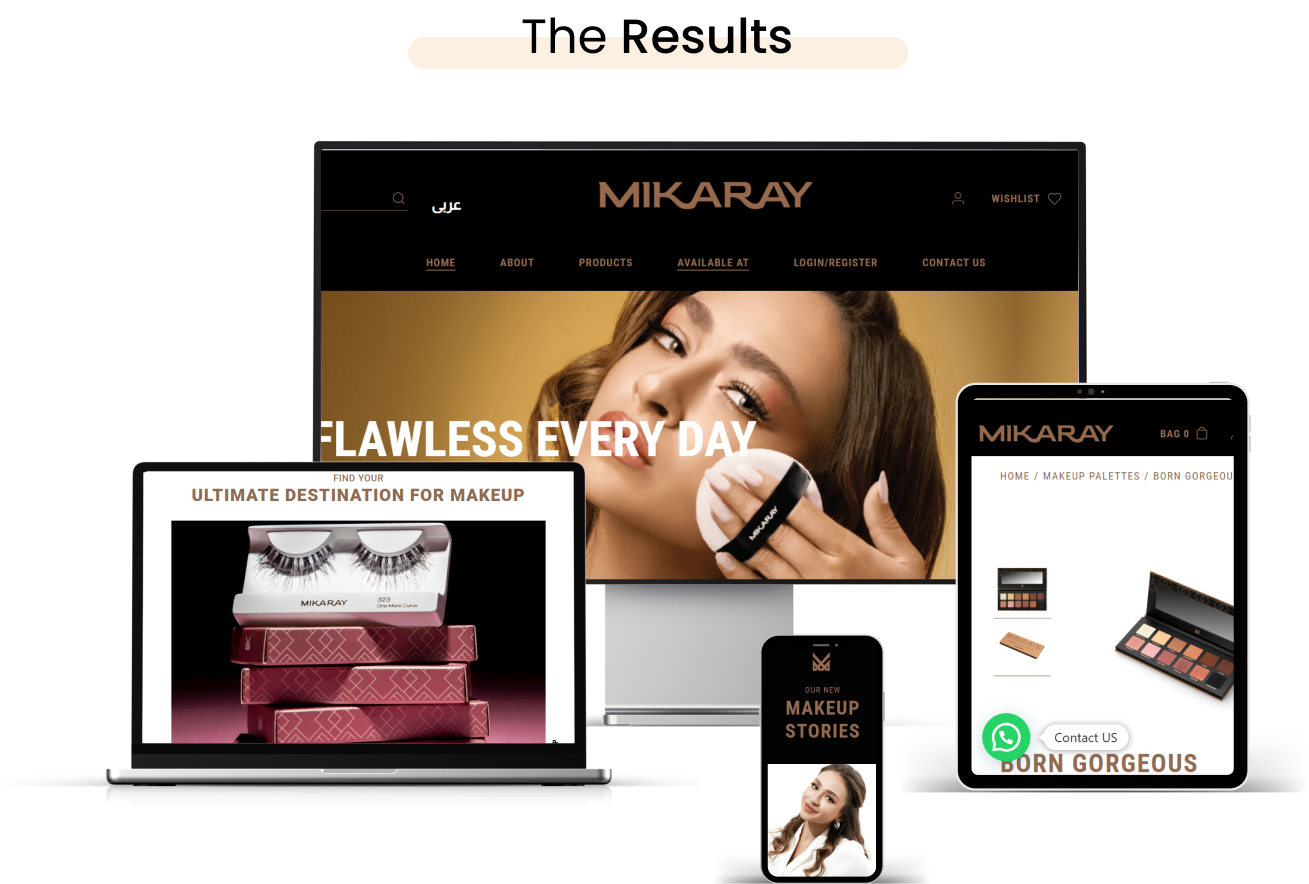 The Results
عربى
MIKARAY
WISHLIST
HOME ABOUT PRODUCTS AVAILABLE AT LOGIN/REGISTER CONTACT US
FLAWLESS EVERY DAY
MIKARAY
FIND YOUR
ULTIMATE DESTINATION FOR MAKEUP
MIKARAY
323
One More Curve
OUR NEW
MAKEUP
STORIES
MIKARAY
BAG 0
HOME / MAKEUP PALETTES / BORN GORGEOU
Contact US
BORN GORGEOUS